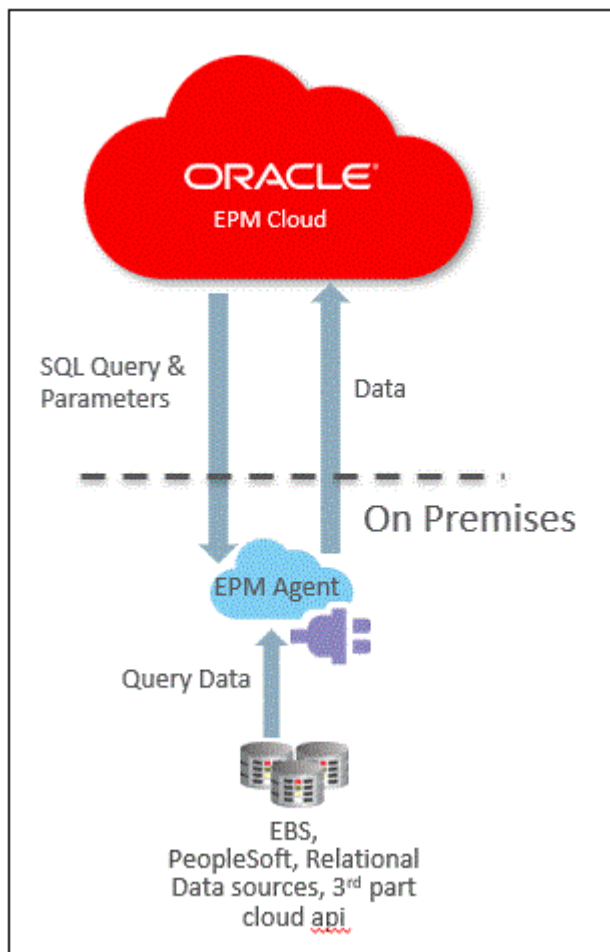 ORACLE®
EPM Cloud
SQL Query &
Parameters
Data
On Premises
EPM Agent
Query Data
EBS,
PeopleSoft, Relational
Data sources, 3rd part
cloud api